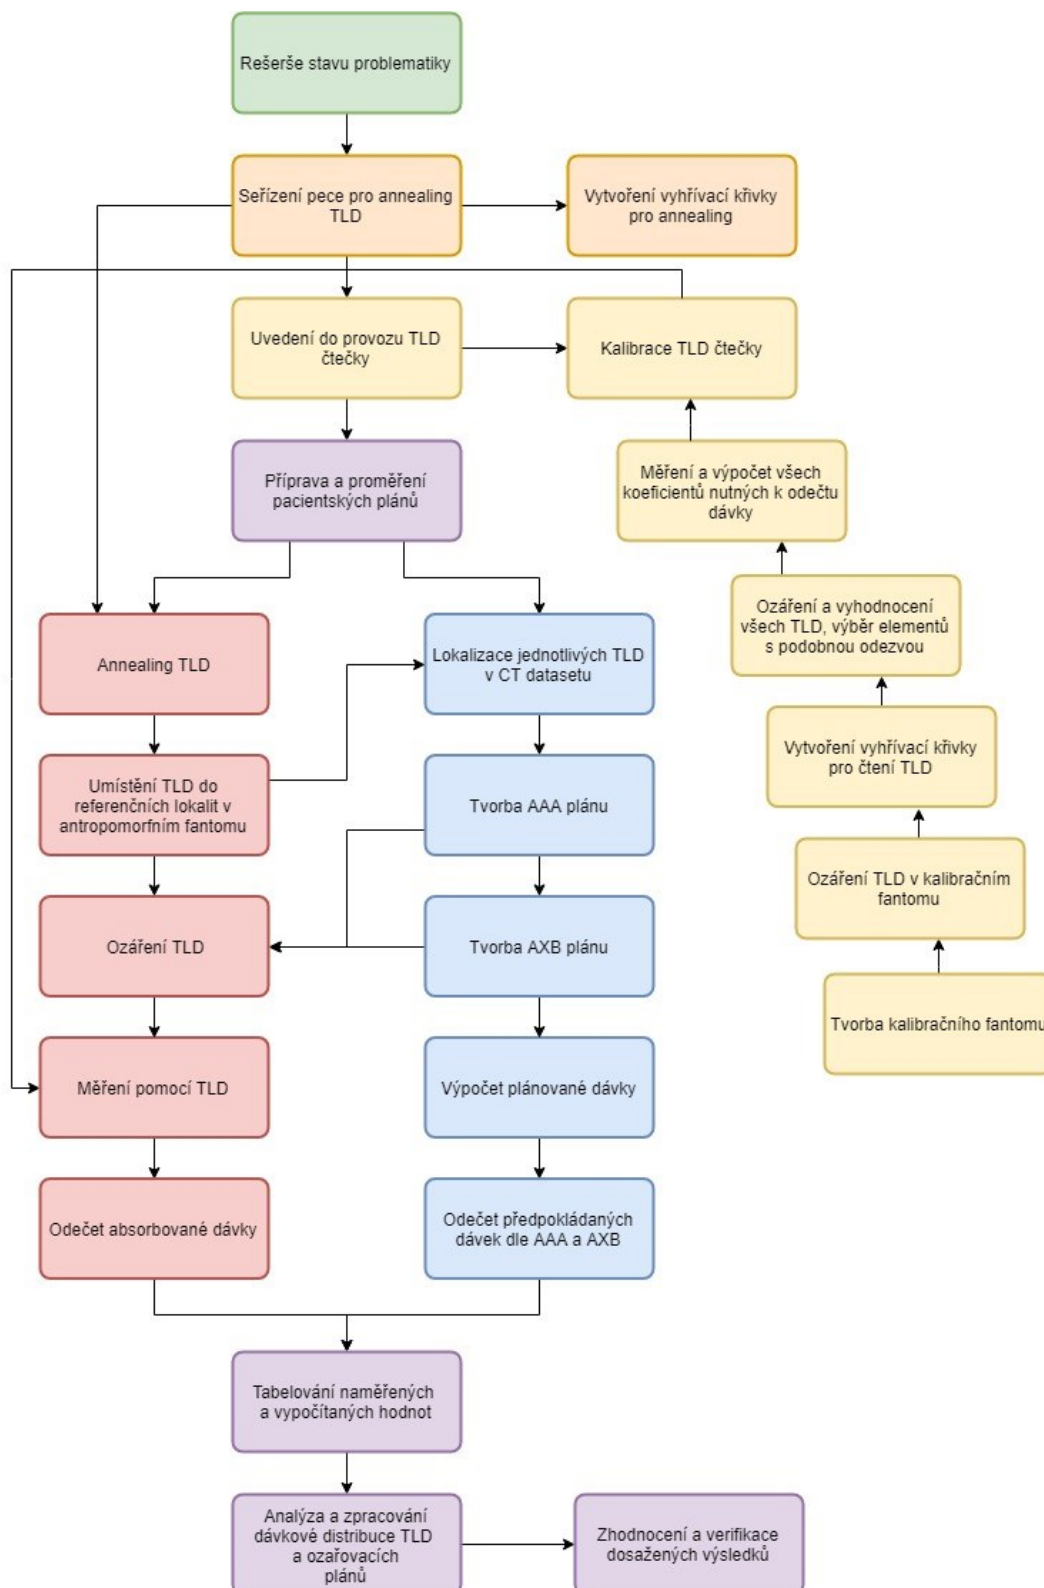 Rešerše stavu problematiky
Seřízení pece pro annealing
TLD
Vytvoření vyhřívací křivky
pro annealing
Uvedení do provozu TLD
čtečky
Kalibrace TLD čtečky
Příprava a proměření
pacientských plánů
Měření a výpočet všech
koeficientů nutných k odečtu
dávky
Ozáření a vyhodnocení
všech TLD, výběr elementů
s podobnou odezvou
Annealing TLD
Lokalizace jednotlivých TLD
v CT datasetu
Vytvoření vyhřívací křivky
pro čtení TLD
Umístění TLD do
referenčních lokalit v
antropomorfním fantomu
Tvorba AAA plánu
Ozáření TLD v kalibračním
fantomu
Ozáření TLD
Tvorba AXB plánu
Tvorba kalibračního fantomu
Měření pomocí TLD
Výpočet plánované dávky
Odečet absorbované dávky
Odečet předpokládaných
dávek dle AAA a AXB
Tabelování naměřených
a vypočítaných hodnot
Analýza a zpracování
dávkové distribuce TLD
a ozařovacích
plánů
Zhodnocení a verifikace
dosažených výsledků